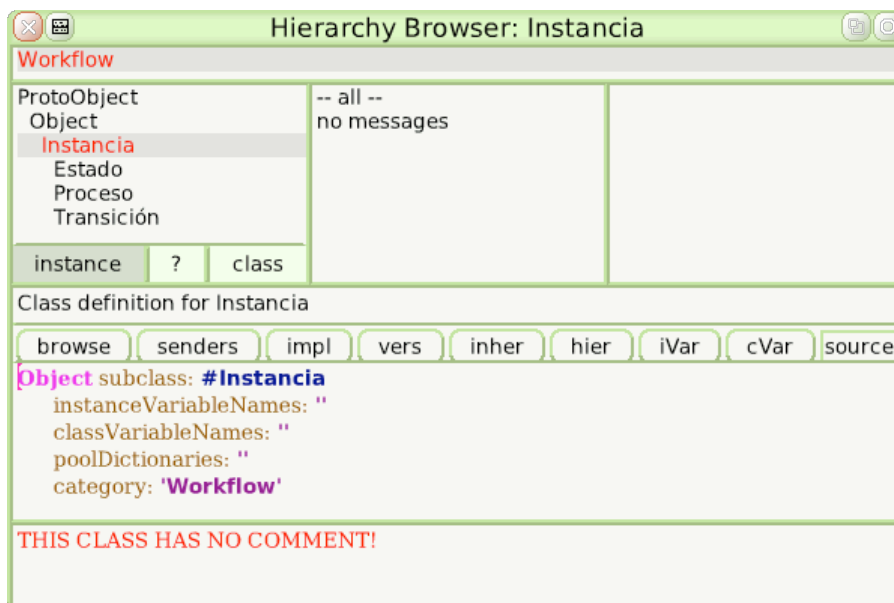 Hierarchy Browser: Instancia
Workflow
ProtoObject
Object
Instancia
Estado
Proceso
Transición
instance ? class
-- all --
no messages
Class definition for Instancia
browse senders impl vers inher hier iVar cVar source
Object subclass: #Instancia
instanceVariableNames: ''
classVariableNames: ''
poolDictionaries: ''
category: 'Workflow'
THIS CLASS HAS NO COMMENT!